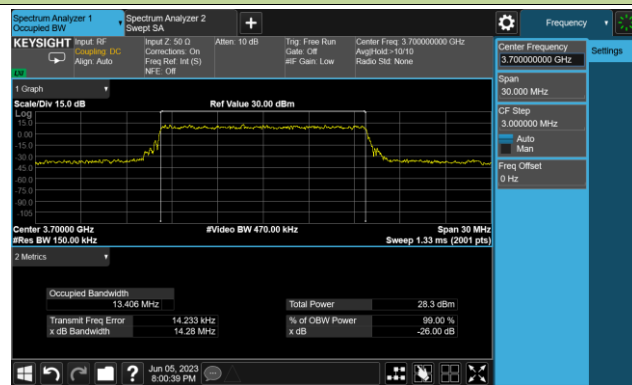 Spectrum Analyzer 1
Occupied BW
Spectrum Analyzer 2
Swept SA
Frequency
KEYSIGHT
Input: RF
Coupling: DC
Align: Auto
Input Z: 50 Ω
Corrections: On
Freq Ref: Int (S)
NFE: Off
Atten: 10 dB
Trig: Free Run
Gate: Off
#IF Gain: Low
Center Freq: 3.700000000 GHz
Avg|Hold:>10/10
Radio Std: None
Center Frequency
3.700000000 GHz
Settings
Span
30.000 MHz
CF Step
3.000000 MHz
Auto
Man
Freq Offset
0 Hz
1 Graph
Scale/Div 15.0 dB
Ref Value 30.00 dBm
Log
15.0
0.00
-15.0
-30.0
-45.0
-60.0
-75.0
-90.0
-105
Center 3.70000 GHz
#Video BW 470.00 kHz
Span 30 MHz
#Res BW 150.00 kHz
Sweep 1.33 ms (2001 pts)
2 Metrics
Occupied Bandwidth
13.406 MHz
Total Power 28.3 dBm
Transmit Freq Error 14.233 kHz
% of OBW Power 99.00 %
x dB Bandwidth 14.28 MHz
x dB -26.00 dB
?
Jun 05, 2023
8:00:39 PM